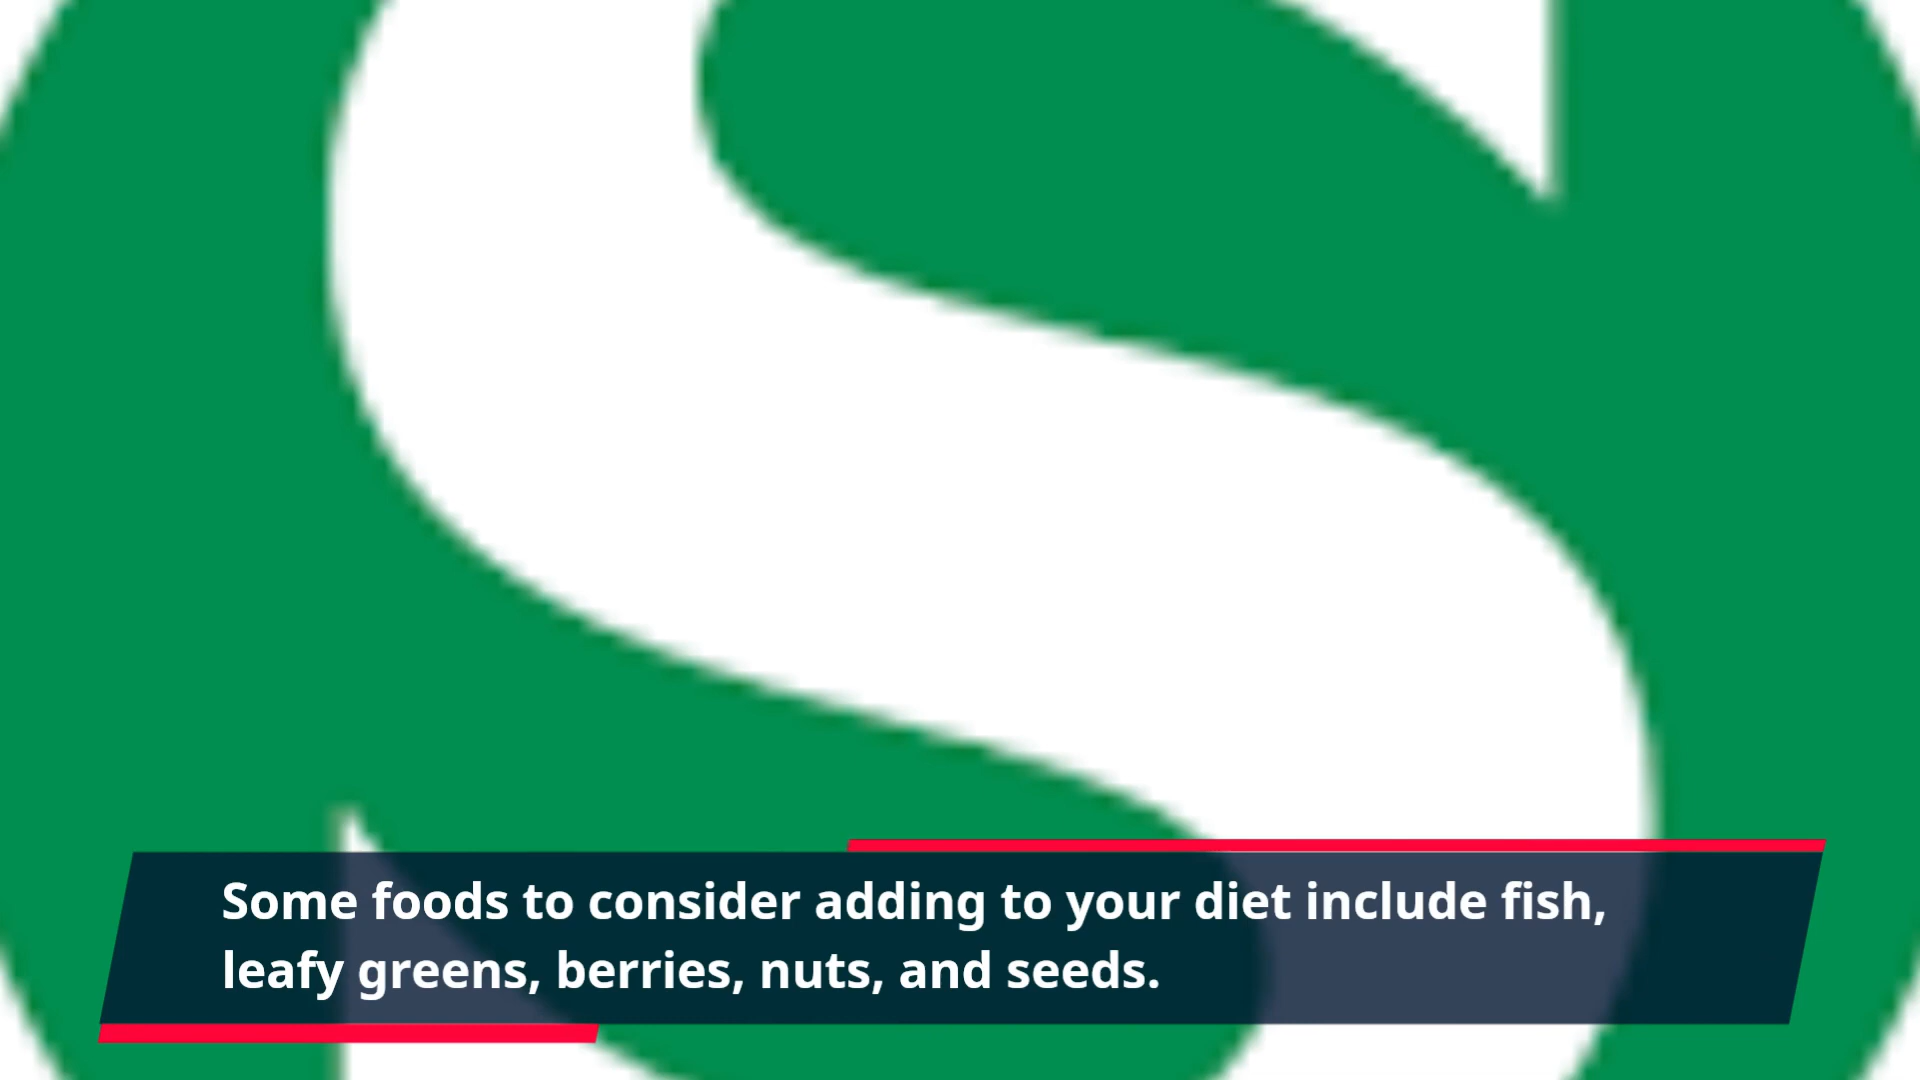 S
Some foods to consider adding to your diet include fish,
leafy greens, berries, nuts, and seeds.